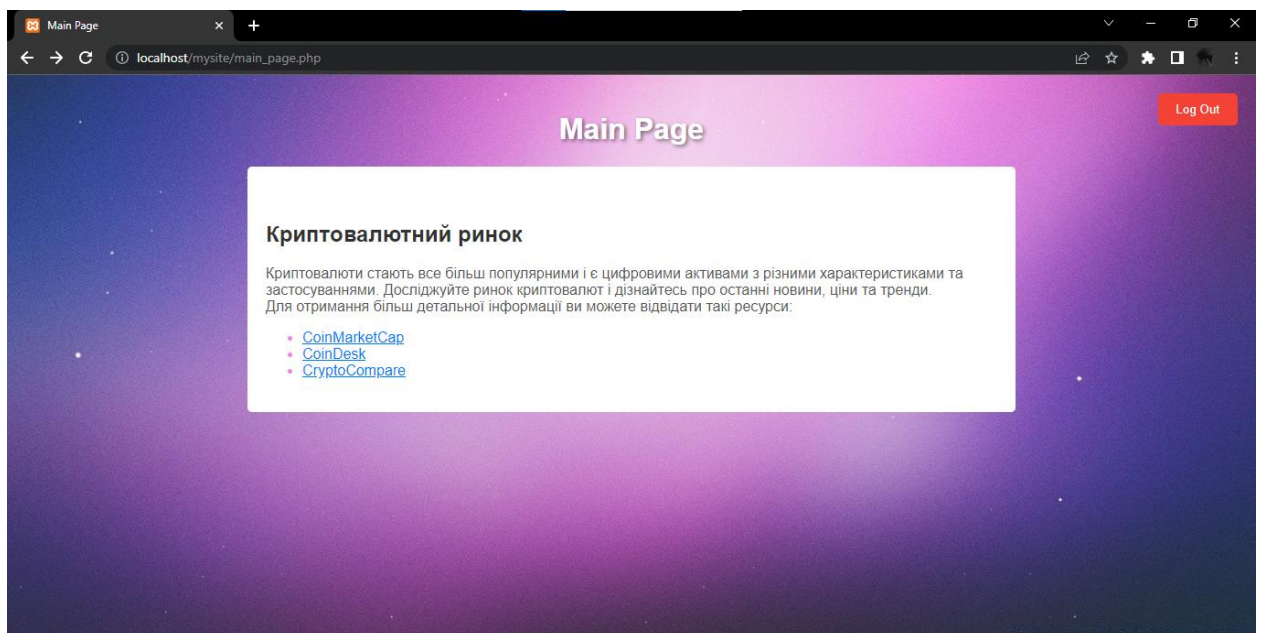 Main Page
localhost/mysite/main_page.php
Log Out
Main Page
Криптовалютний ринок
Криптовалюти стають все більш популярними і є цифровими активами з різними характеристиками та
застосуваннями. Досліджуйте ринок криптовалют і дізнайтесь про останні новини, ціни та тренди.
Для отримання більш детальної інформації ви можете відвідати такі ресурси:
CoinMarketCap
CoinDesk
CryptoCompare